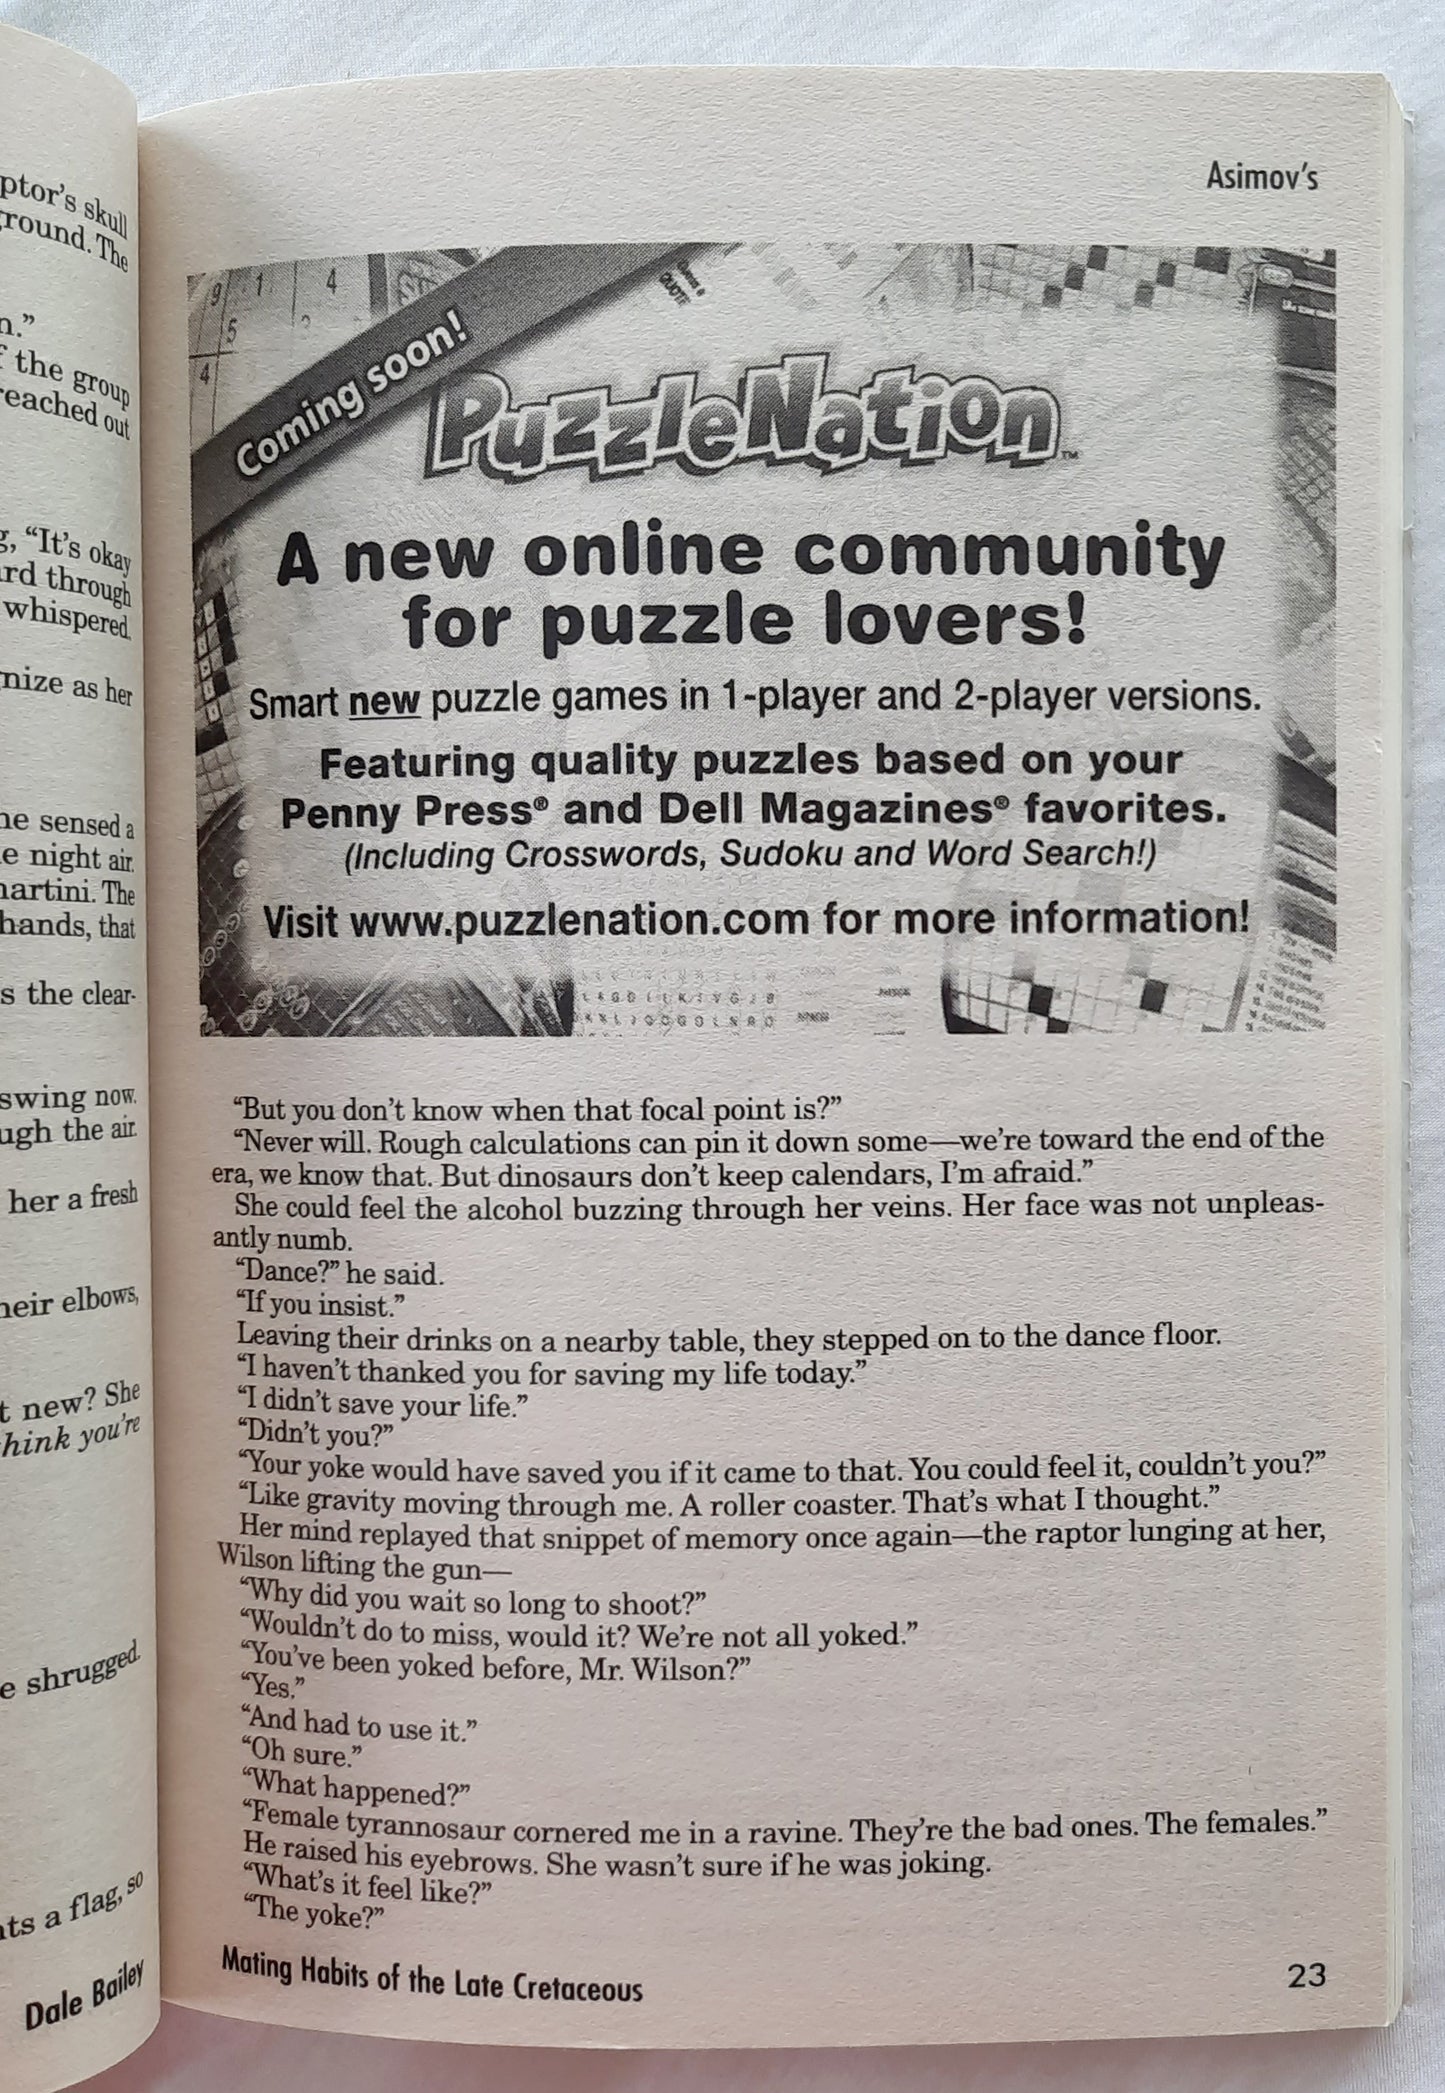 ptor's skull
ground. The
n."
f the group
reached out
g, "It's okay
ard through
whispered.
nize as her
ne sensed a
e night air.
martini. The
hands, that
s the clear-
swing now.
ugh the air.
her a fresh
heir elbows,
t new? She
think you're
e shrugged.
nts a flag, so
Dale Bailey
Asimov's
9 1 4
5
4
QUOTE
Coming soon!
PuzzleNation™
A new online community
for puzzle lovers!
Smart new puzzle games in 1-player and 2-player versions.
Featuring quality puzzles based on your
Penny Press® and Dell Magazines® favorites.
(Including Crosswords, Sudoku and Word Search!)
Visit www.puzzlenation.com for more information!
"But you don't know when that focal point is?"
"Never will. Rough calculations can pin it down some—we're toward the end of the
era, we know that. But dinosaurs don't keep calendars, I'm afraid."
She could feel the alcohol buzzing through her veins. Her face was not unpleas-
antly numb.
"Dance?" he said.
"If you insist."
Leaving their drinks on a nearby table, they stepped on to the dance floor.
"I haven't thanked you for saving my life today."
"I didn't save your life."
"Didn't you?"
"Your yoke would have saved you if it came to that. You could feel it, couldn't you?"
"Like gravity moving through me. A roller coaster. That's what I thought."
Her mind replayed that snippet of memory once again—the raptor lunging at her,
Wilson lifting the gun—
"Why did you wait so long to shoot?"
"Wouldn't do to miss, would it? We're not all yoked."
"You've been yoked before, Mr. Wilson?"
"Yes."
"And had to use it."
"Oh sure."
"What happened?"
"Female tyrannosaur cornered me in a ravine. They're the bad ones. The females."
He raised his eyebrows. She wasn't sure if he was joking.
"What's it feel like?"
"The yoke?"
Mating Habits of the Late Cretaceous
23